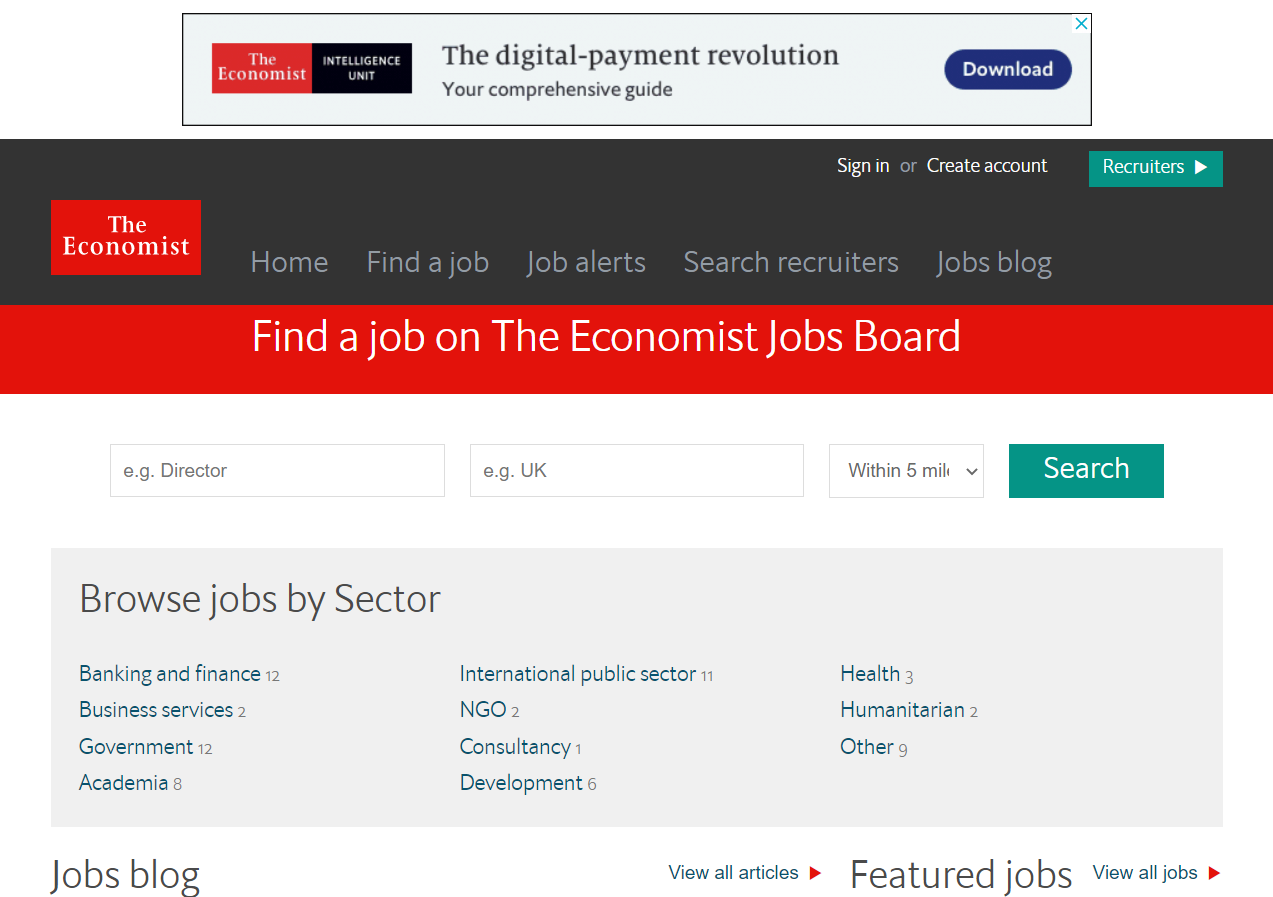 The Economist
INTELLIGENCE UNIT
The digital-payment revolution
Your comprehensive guide
Download
Sign in or Create account
Recruiters
The Economist
Home Find a job Job alerts Search recruiters Jobs blog
Find a job on The Economist Jobs Board
e.g. Director e.g. UK Within 5 mil Search
Browse jobs by Sector
Banking and finance 12 International public sector 11 Health 3
Business services 2 NGO 2 Humanitarian 2
Government 12 Consultancy 1 Other 9
Academia 8 Development 6
Jobs blog View all articles Featured jobs View all jobs